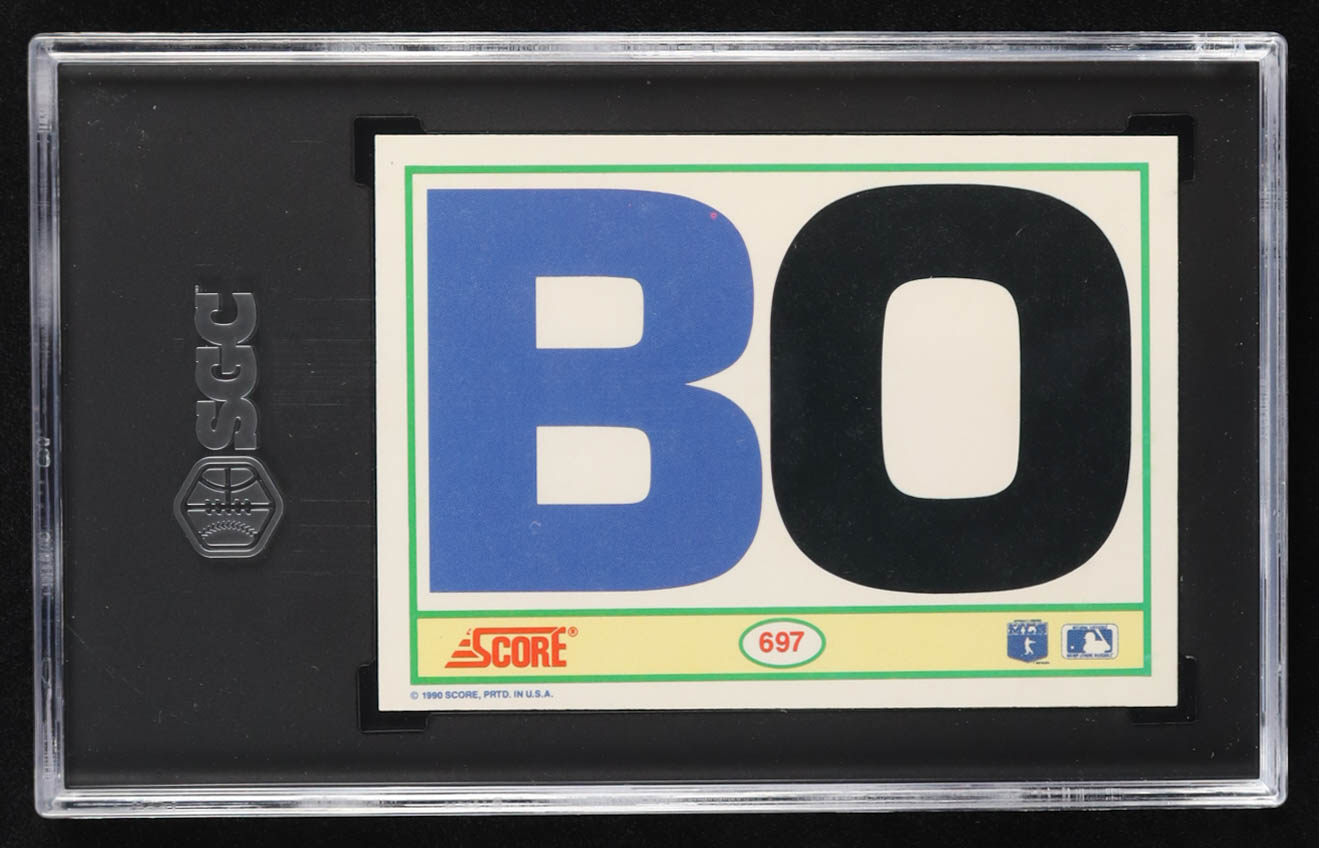 SGC
BO
SCORE®
697
© 1990 SCORE, PRTD. IN U.S.A.